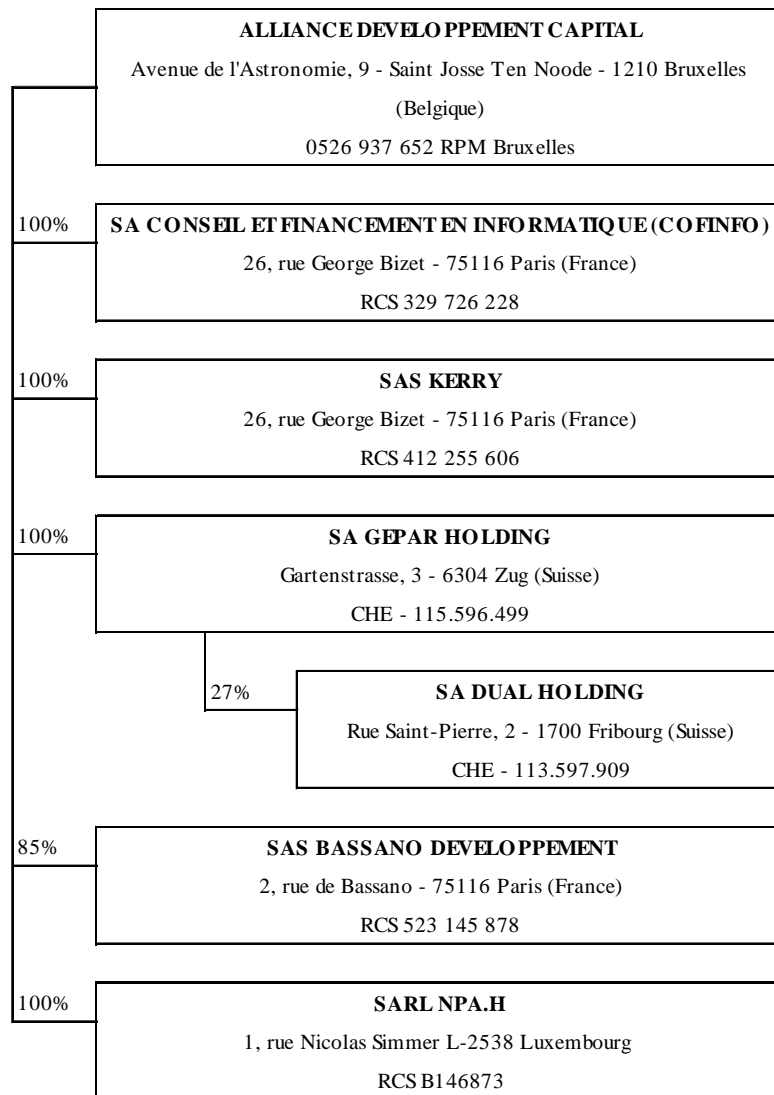 ALLIANCE DEVELOPPEMENT CAPITAL
Avenue de l'Astronomie, 9 - Saint Josse Ten Noode - 1210 Bruxelles
(Belgique)
0526 937 652 RPM Bruxelles
100%
SA CONSEIL ET FINANCEMENT EN INFORMATIQUE (COFINFO)
26, rue George Bizet - 75116 Paris (France)
RCS 329 726 228
100%
SAS KERRY
26, rue George Bizet - 75116 Paris (France)
RCS 412 255 606
100%
SA GEPAR HOLDING
Gartenstrasse, 3 - 6304 Zug (Suisse)
CHE - 115.596.499
27%
SA DUAL HOLDING
Rue Saint-Pierre, 2 - 1700 Fribourg (Suisse)
CHE - 113.597.909
85%
SAS BASSANO DEVELOPPEMENT
2, rue de Bassano - 75116 Paris (France)
RCS 523 145 878
100%
SARL NPA.H
1, rue Nicolas Simmer L-2538 Luxembourg
RCS B146873